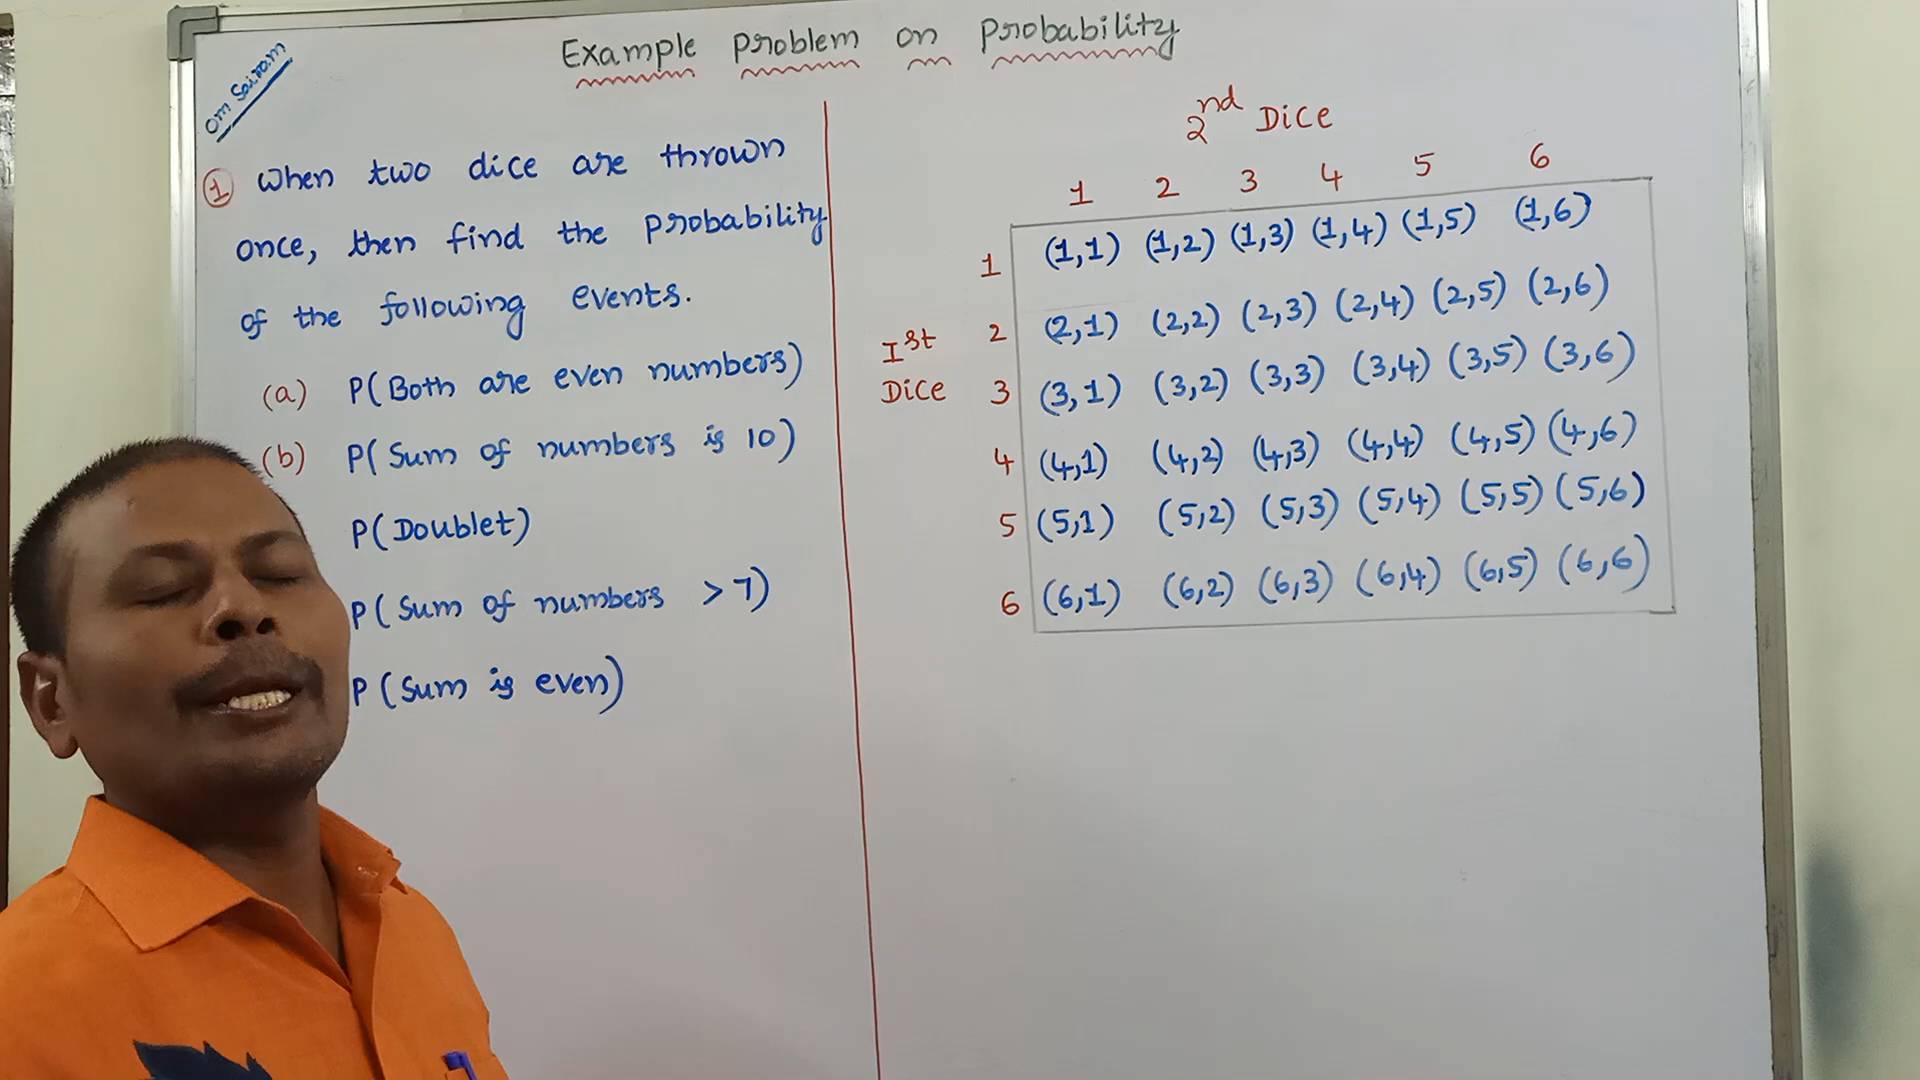 Example problem on probability
Om Sairam
1 When two dice are thrown
once, then find the probability
of the following events.
(a) P(Both are even numbers)
(b) P(Sum of numbers is 10)
P(Doublet)
P(Sum of numbers > 7)
P(Sum is even)
2nd Dice
1 2 3 4 5 6
Ist
Dice
1 (1,1) (1,2) (1,3) (1,4) (1,5) (1,6)
2 (2,1) (2,2) (2,3) (2,4) (2,5) (2,6)
3 (3,1) (3,2) (3,3) (3,4) (3,5) (3,6)
4 (4,1) (4,2) (4,3) (4,4) (4,5) (4,6)
5 (5,1) (5,2) (5,3) (5,4) (5,5) (5,6)
6 (6,1) (6,2) (6,3) (6,4) (6,5) (6,6)